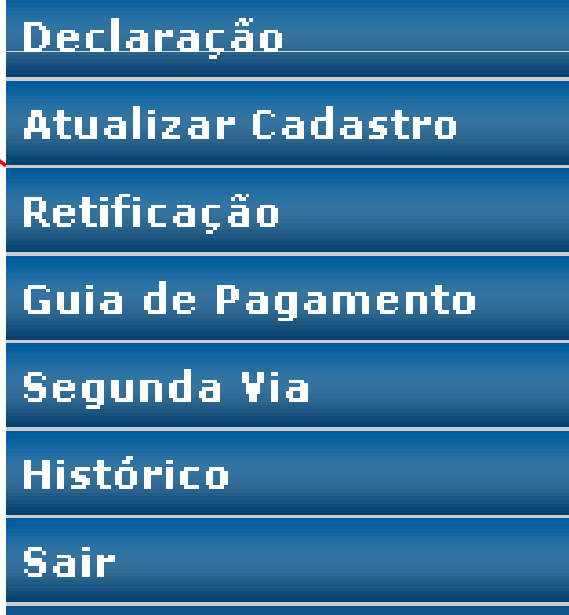 Declaração
Atualizar Cadastro
Retificação
Guia de Pagamento
Segunda Via
Histórico
Sair